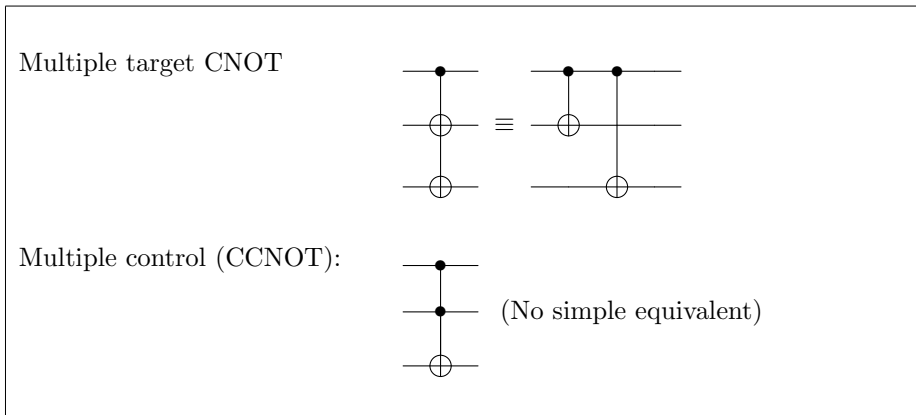 Multiple target CNOT
≡
Multiple control (CCNOT):
(No simple equivalent)